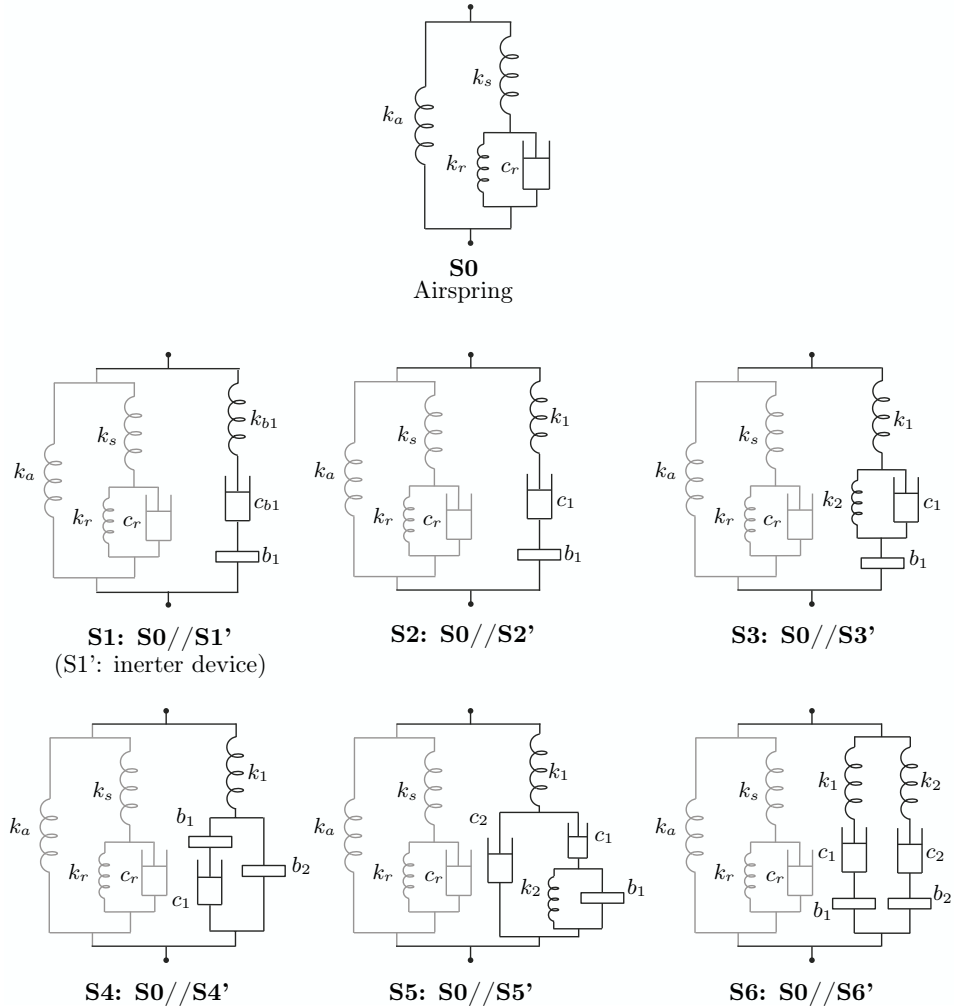 k_s
k_a
k_r
c_r
S0
Airspring
k_{b1}
k_s
k_a
c_{b1}
k_r
c_r
b_1
S1: S0//S1'
(S1': inerter device)
k_1
k_s
k_a
c_1
k_r
c_r
b_1
S2: S0//S2'
k_1
k_s
k_a
k_2
c_1
k_r
c_r
b_1
S3: S0//S3'
k_1
k_s
b_1
k_a
b_2
k_r
c_r
c_1
S4: S0//S4'
k_1
k_s
c_2
k_a
c_1
k_r
c_r
k_2
b_1
S5: S0//S5'
k_1
k_2
k_s
k_a
c_1
c_2
k_r
c_r
b_1
b_2
S6: S0//S6'